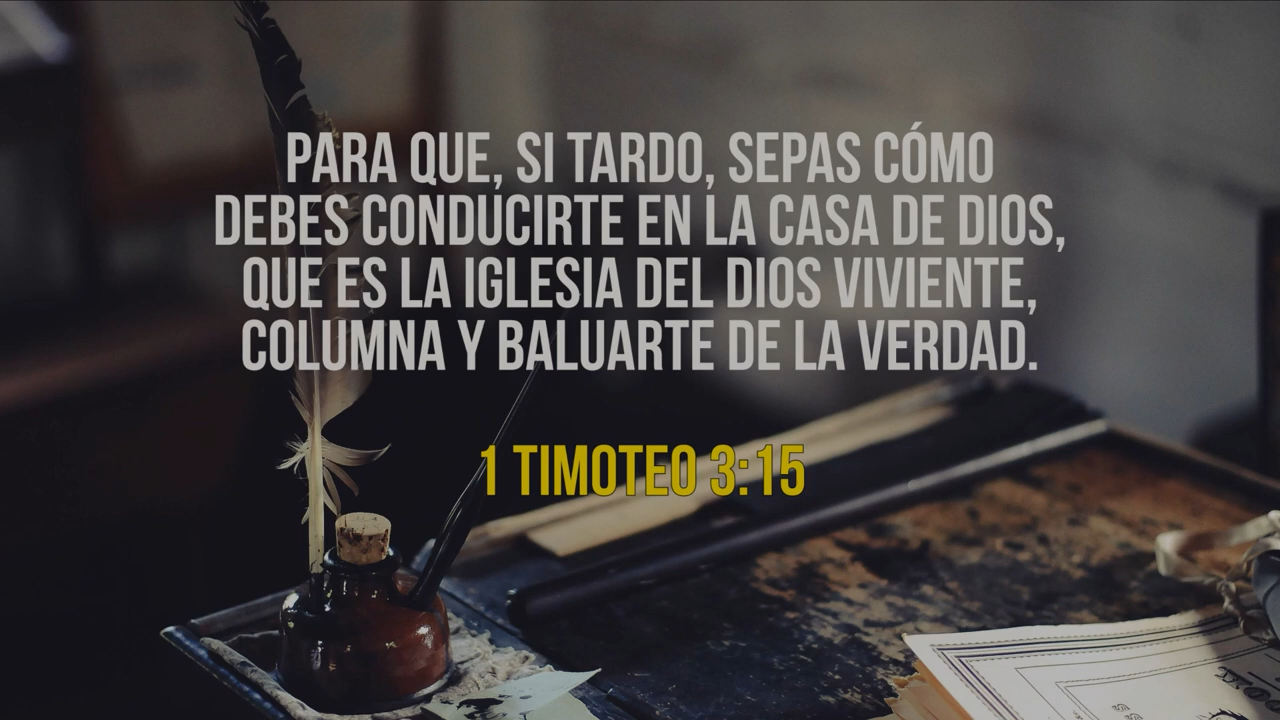 PARA QUE, SI TARDO, SEPAS CÓMO
DEBES CONDUCIRTE EN LA CASA DE DIOS,
QUE ES LA IGLESIA DEL DIOS VIVIENTE,
COLUMNA Y BALUARTE DE LA VERDAD.
1 TIMOTEO 3:15